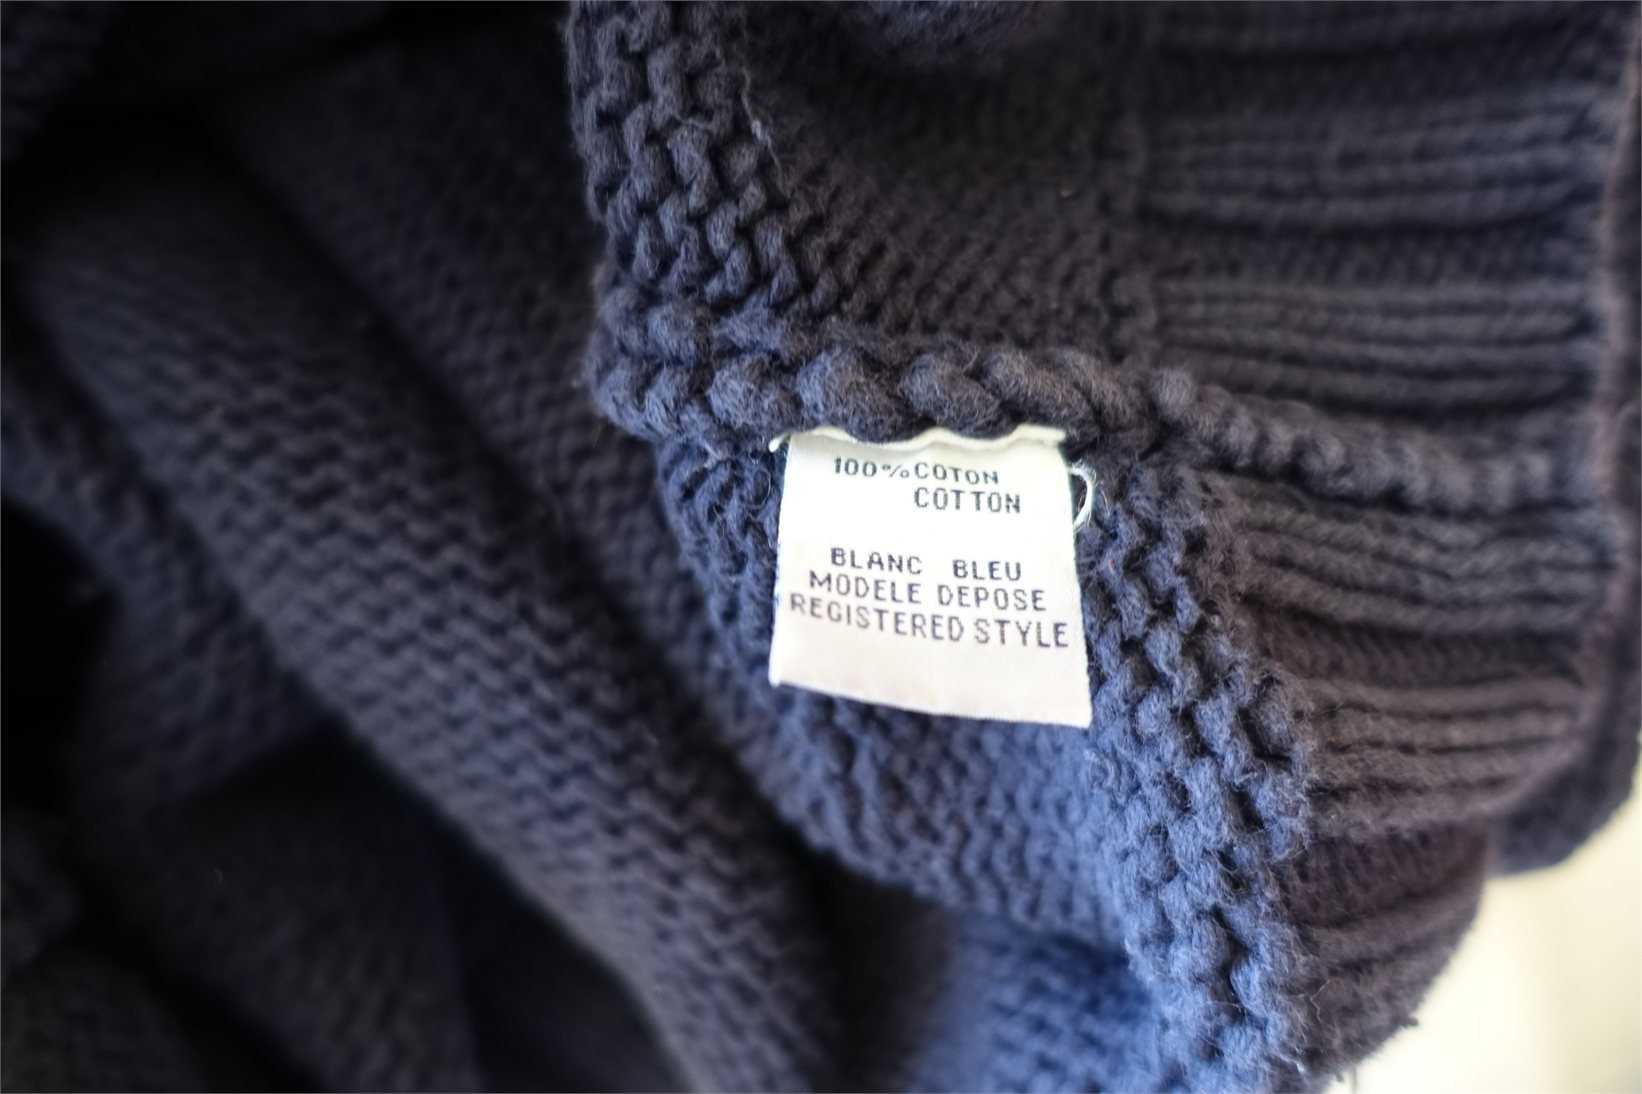 100% COTON
COTTON
BLANC BLEU
MODELE DEPOSE
REGISTERED STYLE